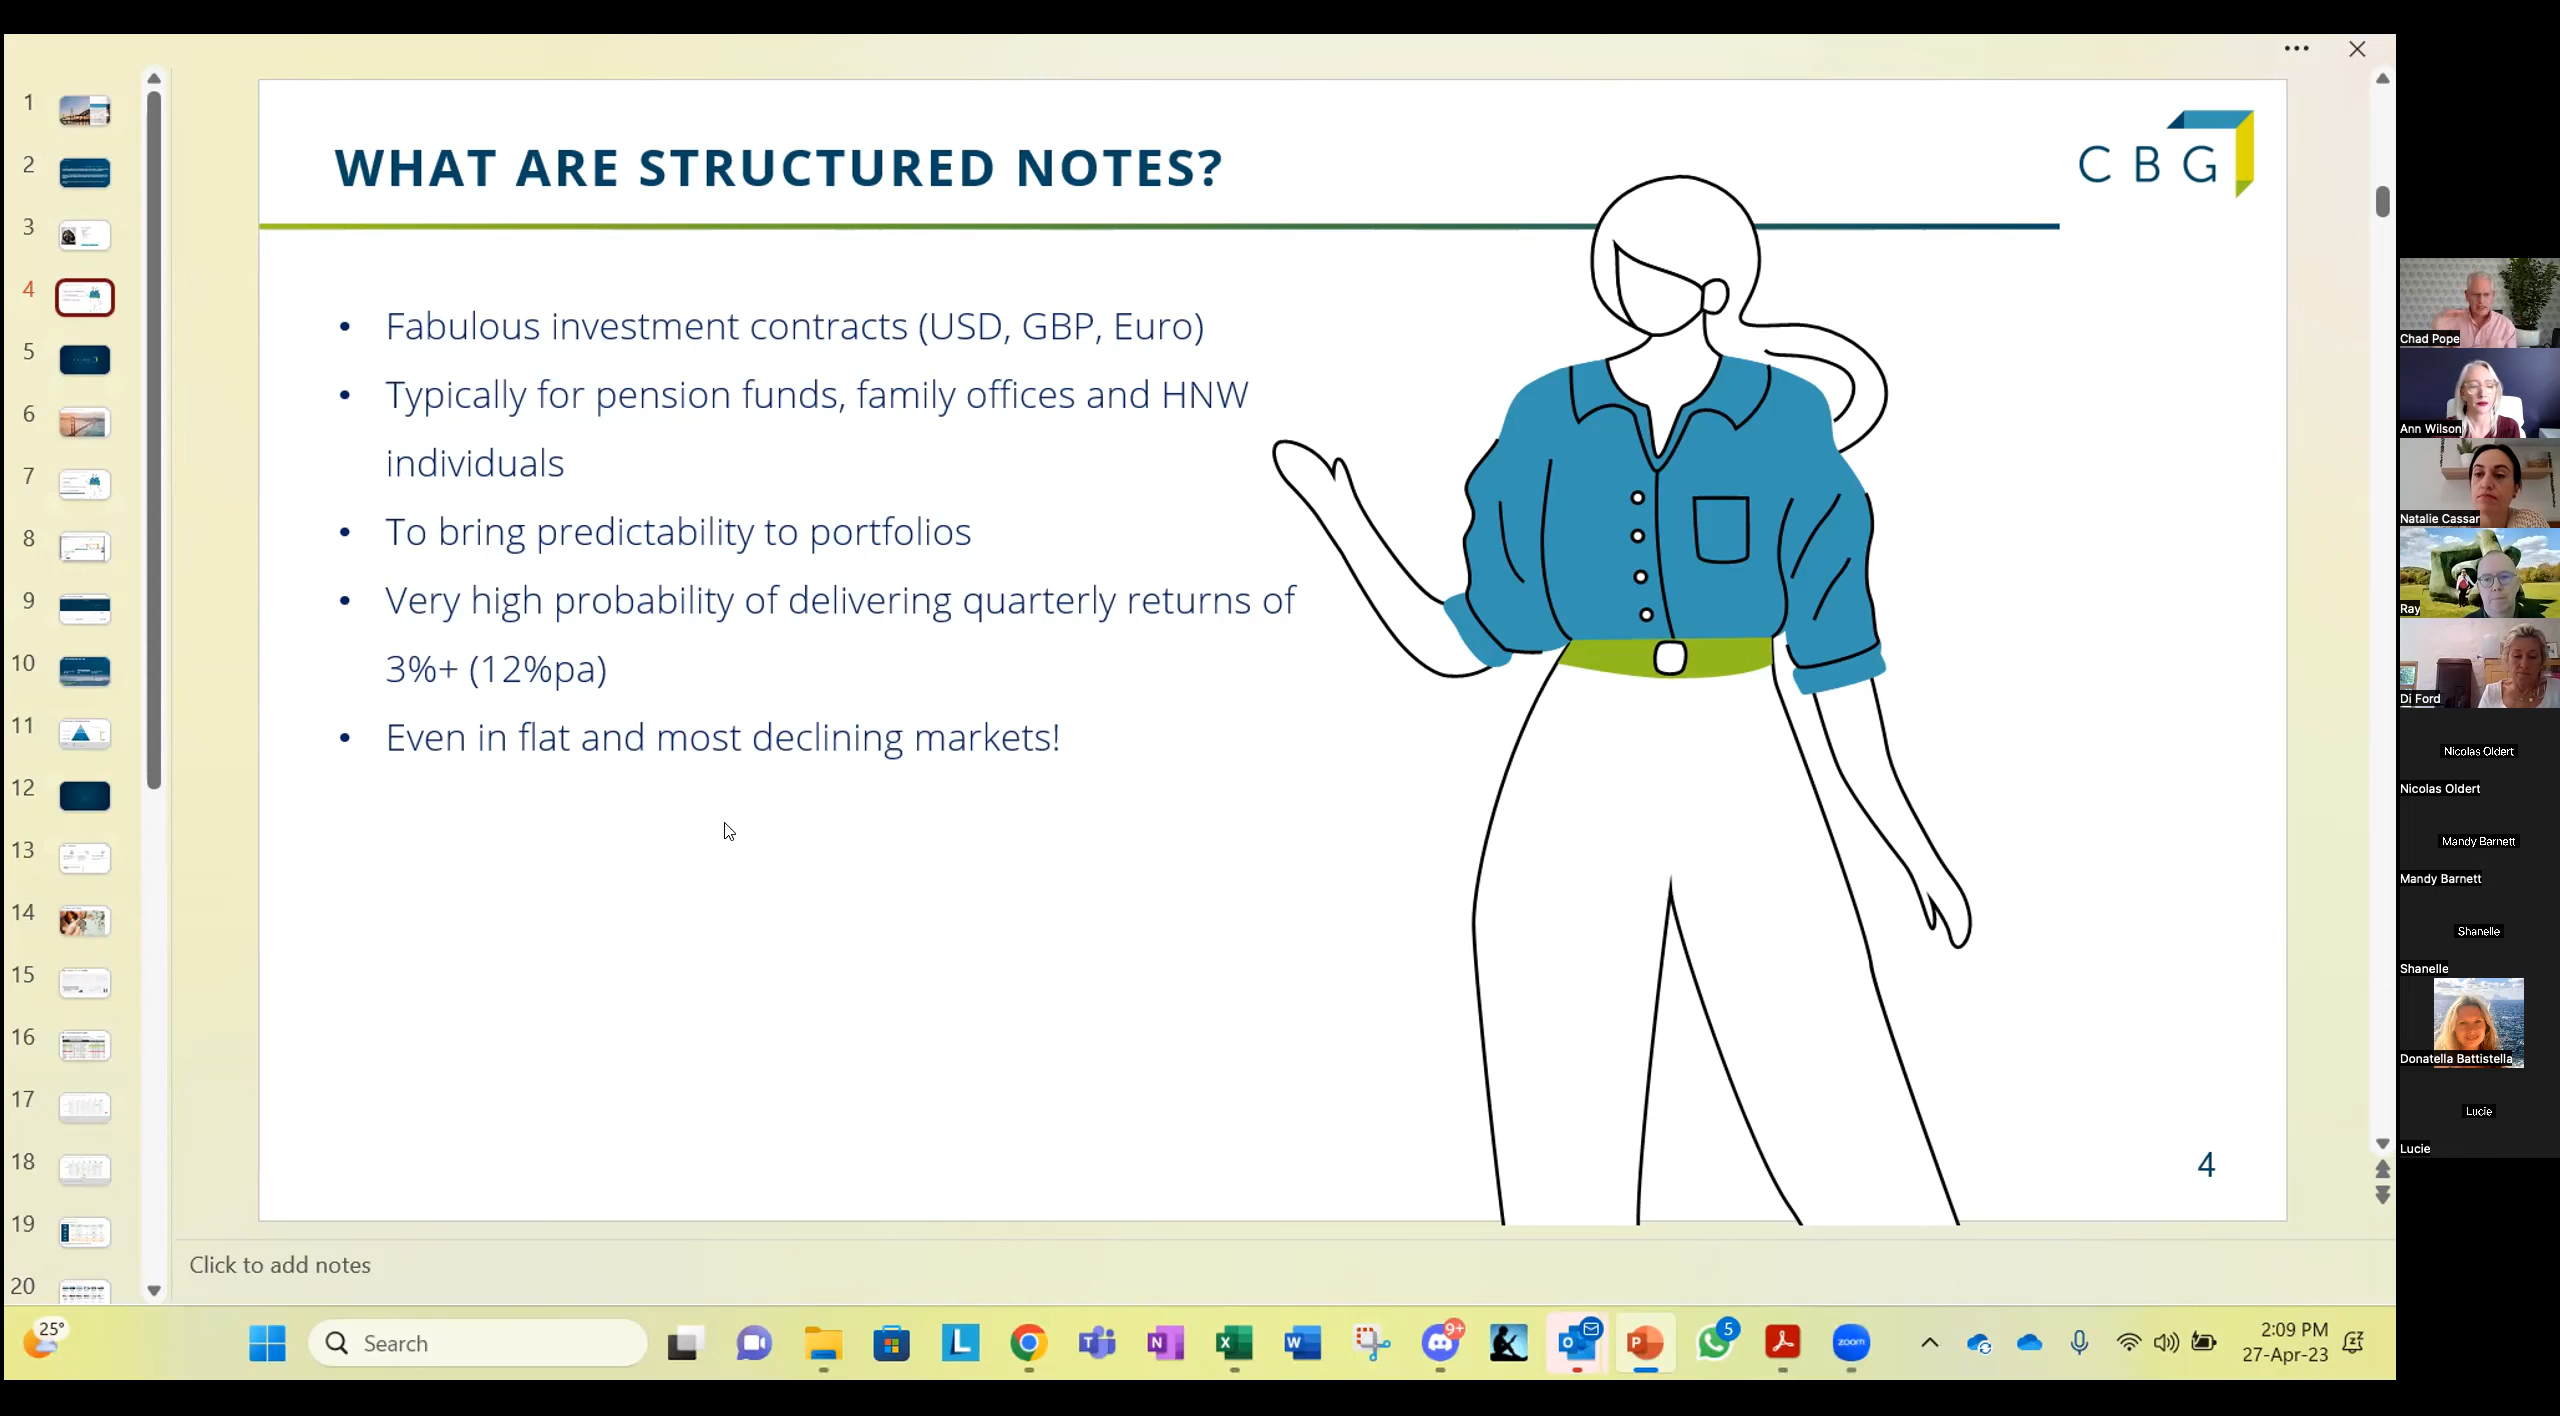 1
2
3
4
5
6
7
8
9
10
11
12
13
14
15
16
17
18
19
20
WHAT ARE STRUCTURED NOTES?
CBG
• Fabulous investment contracts (USD, GBP, Euro)
• Typically for pension funds, family offices and HNW
individuals
• To bring predictability to portfolios
• Very high probability of delivering quarterly returns of
3%+ (12%pa)
• Even in flat and most declining markets!
4
Click to add notes
Chad Pope
Ann Wilson
Natalie Cassar
Ray
Di Ford
Nicolas Oldert
Nicolas Oldert
Mandy Barnett
Mandy Barnett
Shanelle
Shanelle
Donatella Battistella
Lucie
Lucie
25°
Search
L
T
N
X
W
9+
O
P
5
zoom
2:09 PM
27-Apr-23